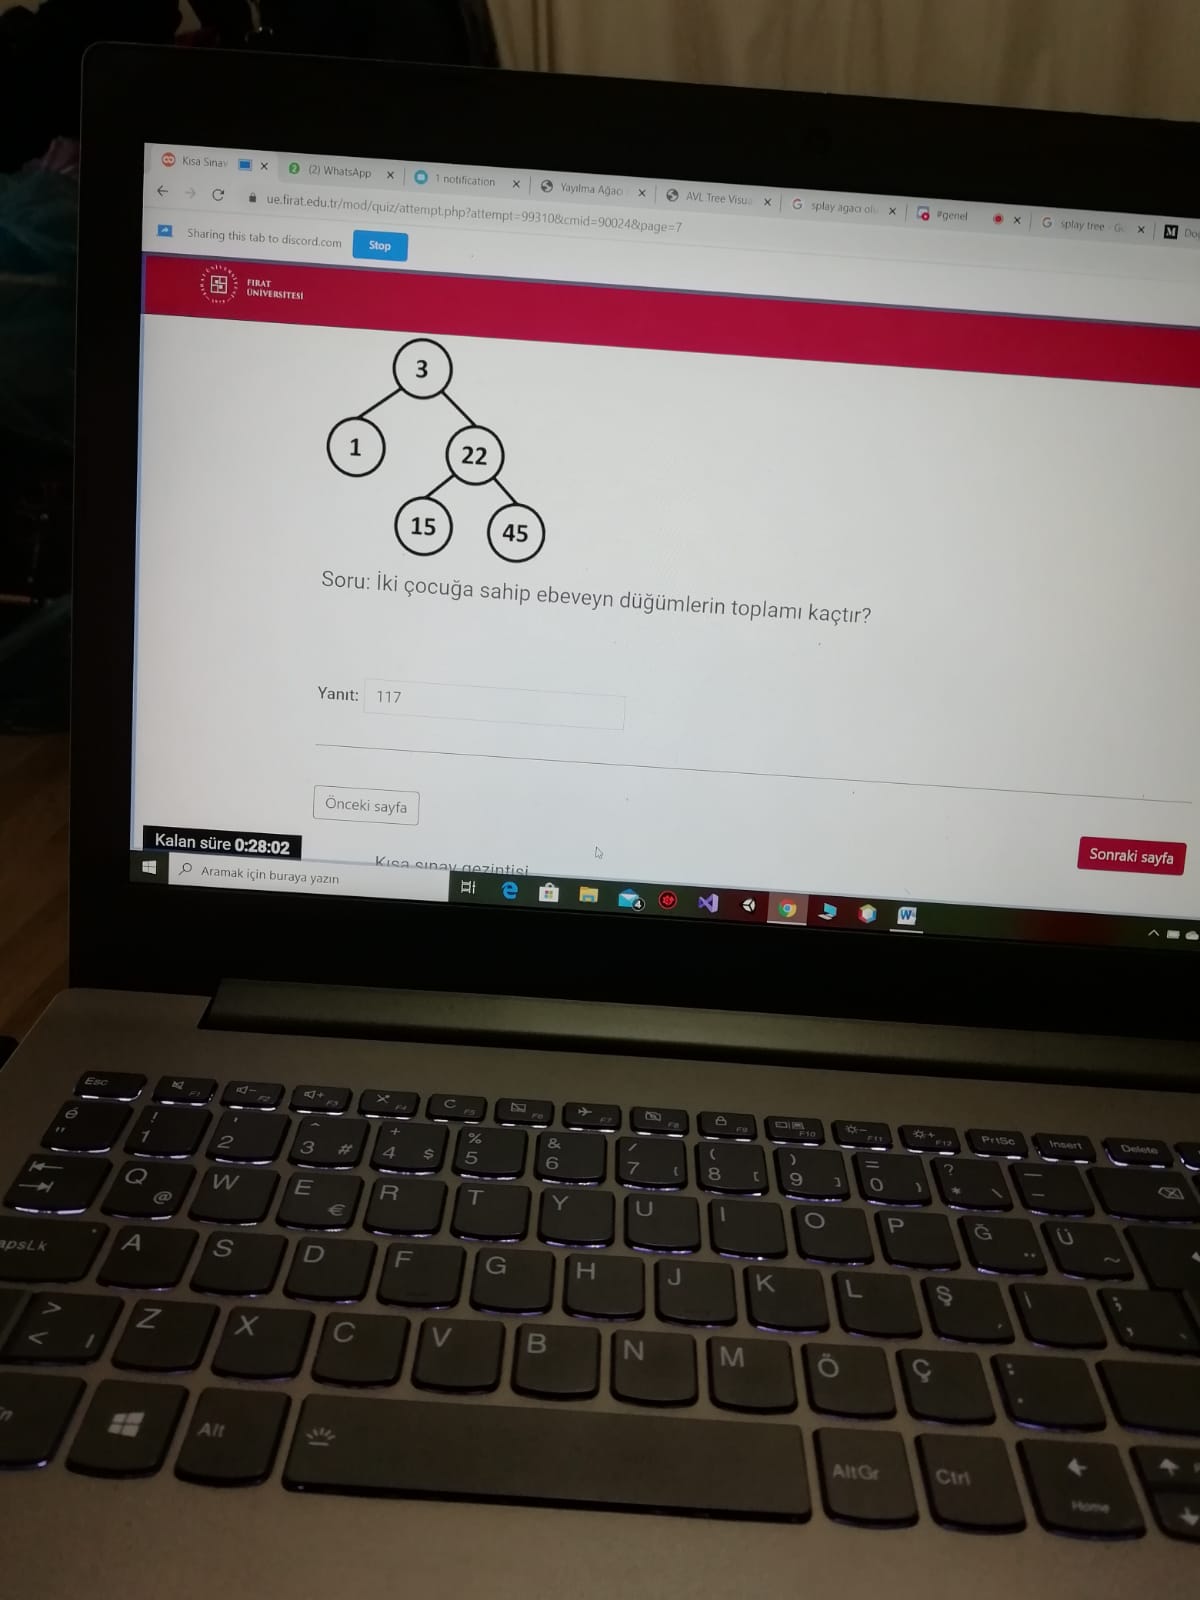 Kısa Sınav
(2) WhatsApp
1 notification
Yayılma Ağacı
AVL Tree Visua
splay agacı olu
#genel
splay tree - Go
ue.firat.edu.tr/mod/quiz/attempt.php?attempt=99310&cmid=90024&page=7
Sharing this tab to discord.com
Stop
FIRAT
ÜNİVERSİTESİ
3
1
22
15
45
Soru: İki çocuğa sahip ebeveyn düğümlerin toplamı kaçtır?
Yanıt: 117
Önceki sayfa
Sonraki sayfa
Kalan süre 0:28:02
Kısa sınav gezintisi
Aramak için buraya yazın
4
Esc F1 F2 F3 F4 F5 F6 F7 F8 F9 F10 F11 F12 PrtSc Insert Delete
é " ! 1 ' 2 ^ 3 # + 4 $ % 5 & 6 / 7 { ( 8 [ ) 9 ] = 0 } ? * \ _ -
Q @ W E € R T Y U I O P Ğ ¨ Ü ~
apsLk A S D F G H J K L Ş ´ İ ; ,
> < | Z X C V B N M Ö Ç : .
Alt AltGr Ctrl Home